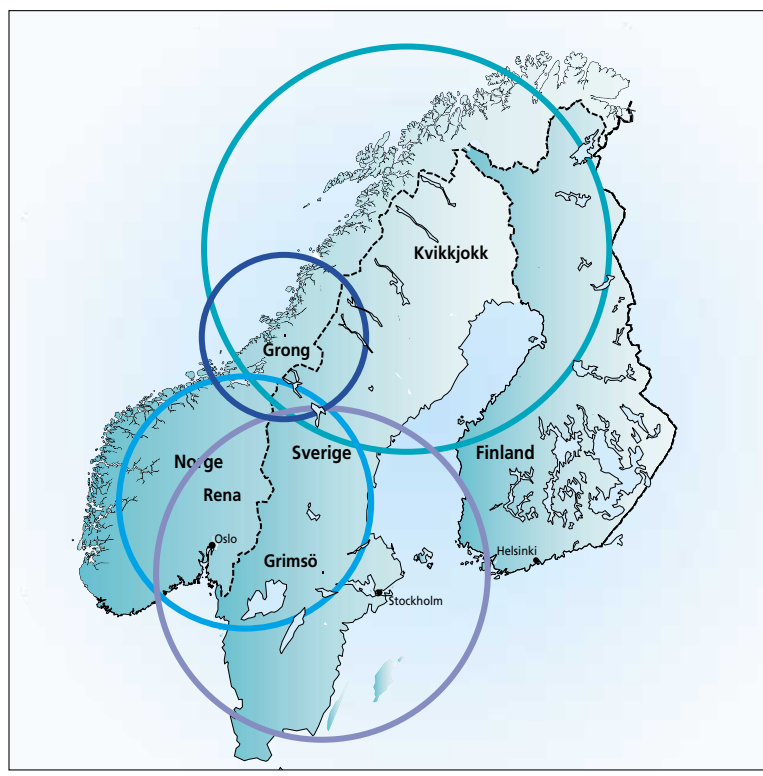 Kvikkjokk
Grong
Norge
Sverige
Finland
Rena
Oslo
Helsinki
Grimsö
Stockholm